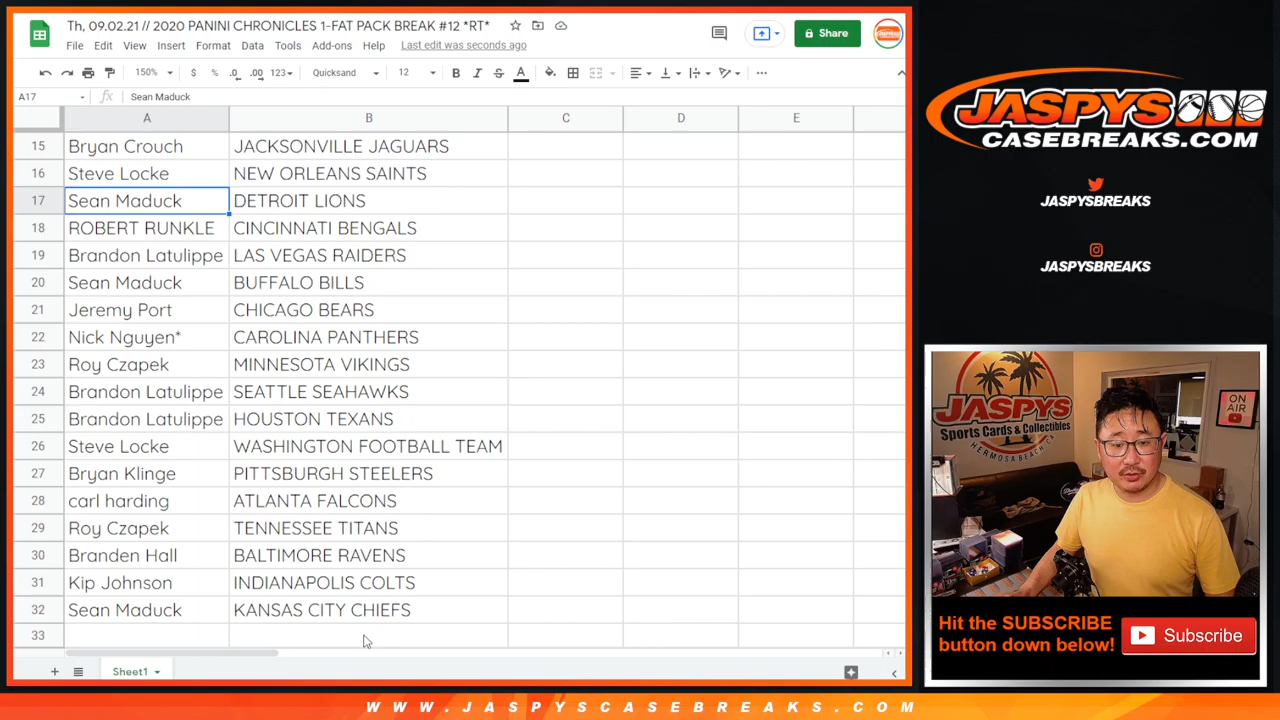 Th, 09.02.21 // 2020 PANINI CHRONICLES 1-FAT PACK BREAK #12 *RT*
Share
File Edit View Insert Format Data Tools Add-ons Help Last edit was seconds ago
150% $ % .0 .00 123 Quicksand 12 B I S A
A17 fx Sean Maduck
A B C D E
15 Bryan Crouch JACKSONVILLE JAGUARS
16 Steve Locke NEW ORLEANS SAINTS
17 Sean Maduck DETROIT LIONS
18 ROBERT RUNKLE CINCINNATI BENGALS
19 Brandon Latulippe LAS VEGAS RAIDERS
20 Sean Maduck BUFFALO BILLS
21 Jeremy Port CHICAGO BEARS
22 Nick Nguyen* CAROLINA PANTHERS
23 Roy Czapek MINNESOTA VIKINGS
24 Brandon Latulippe SEATTLE SEAHAWKS
25 Brandon Latulippe HOUSTON TEXANS
26 Steve Locke WASHINGTON FOOTBALL TEAM
27 Bryan Klinge PITTSBURGH STEELERS
28 carl harding ATLANTA FALCONS
29 Roy Czapek TENNESSEE TITANS
30 Branden Hall BALTIMORE RAVENS
31 Kip Johnson INDIANAPOLIS COLTS
32 Sean Maduck KANSAS CITY CHIEFS
33
Sheet1
JASPYS
CASEBREAKS.COM
JASPYSBREAKS
JASPYSBREAKS
JASPYS
Sports Cards & Collectibles
HERMOSA BEACH, CA
ON AIR
Hit the SUBSCRIBE
button down below!
Subscribe
WWW.JASPYSCASEBREAKS.COM